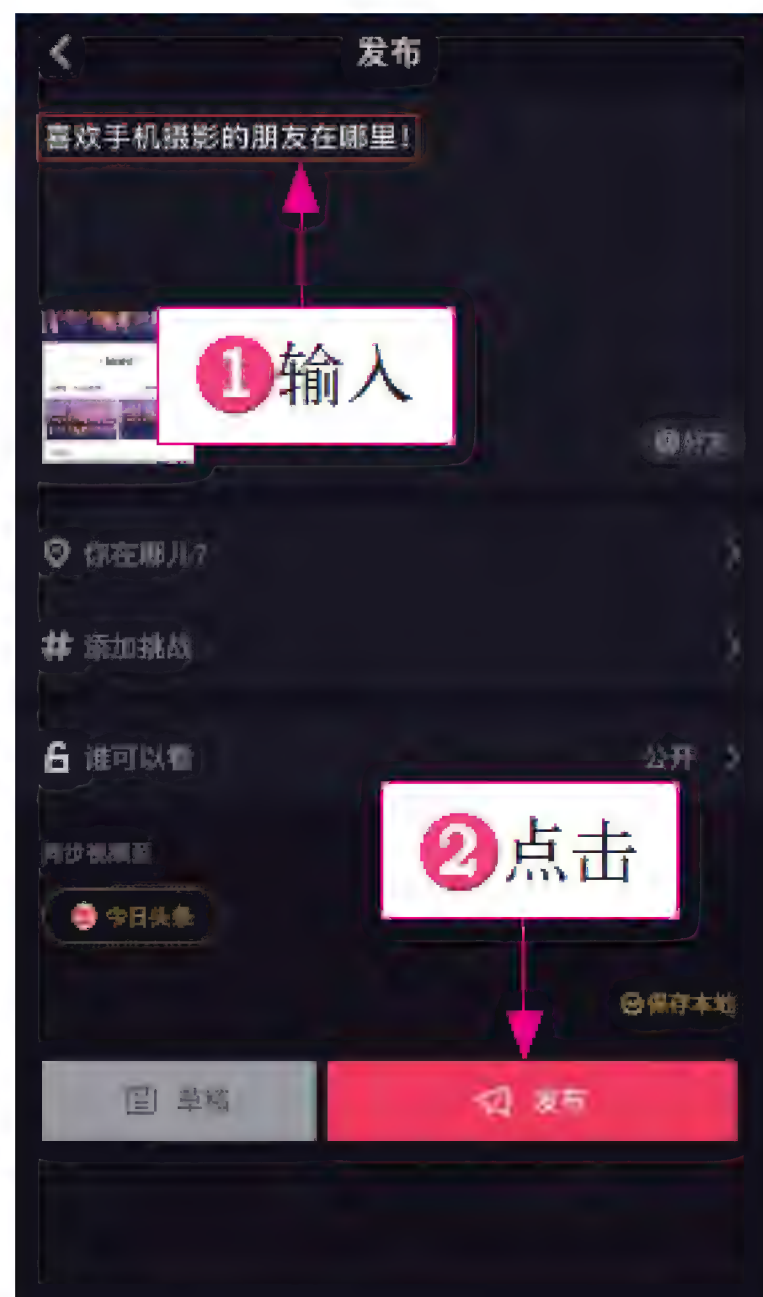 发布
喜欢手机摄影的朋友在哪里！
1输入
@好友
你在哪儿？
# 添加挑战
谁可以看 公开
同步视频至
今日头条
2点击
保存本地
草稿 发布